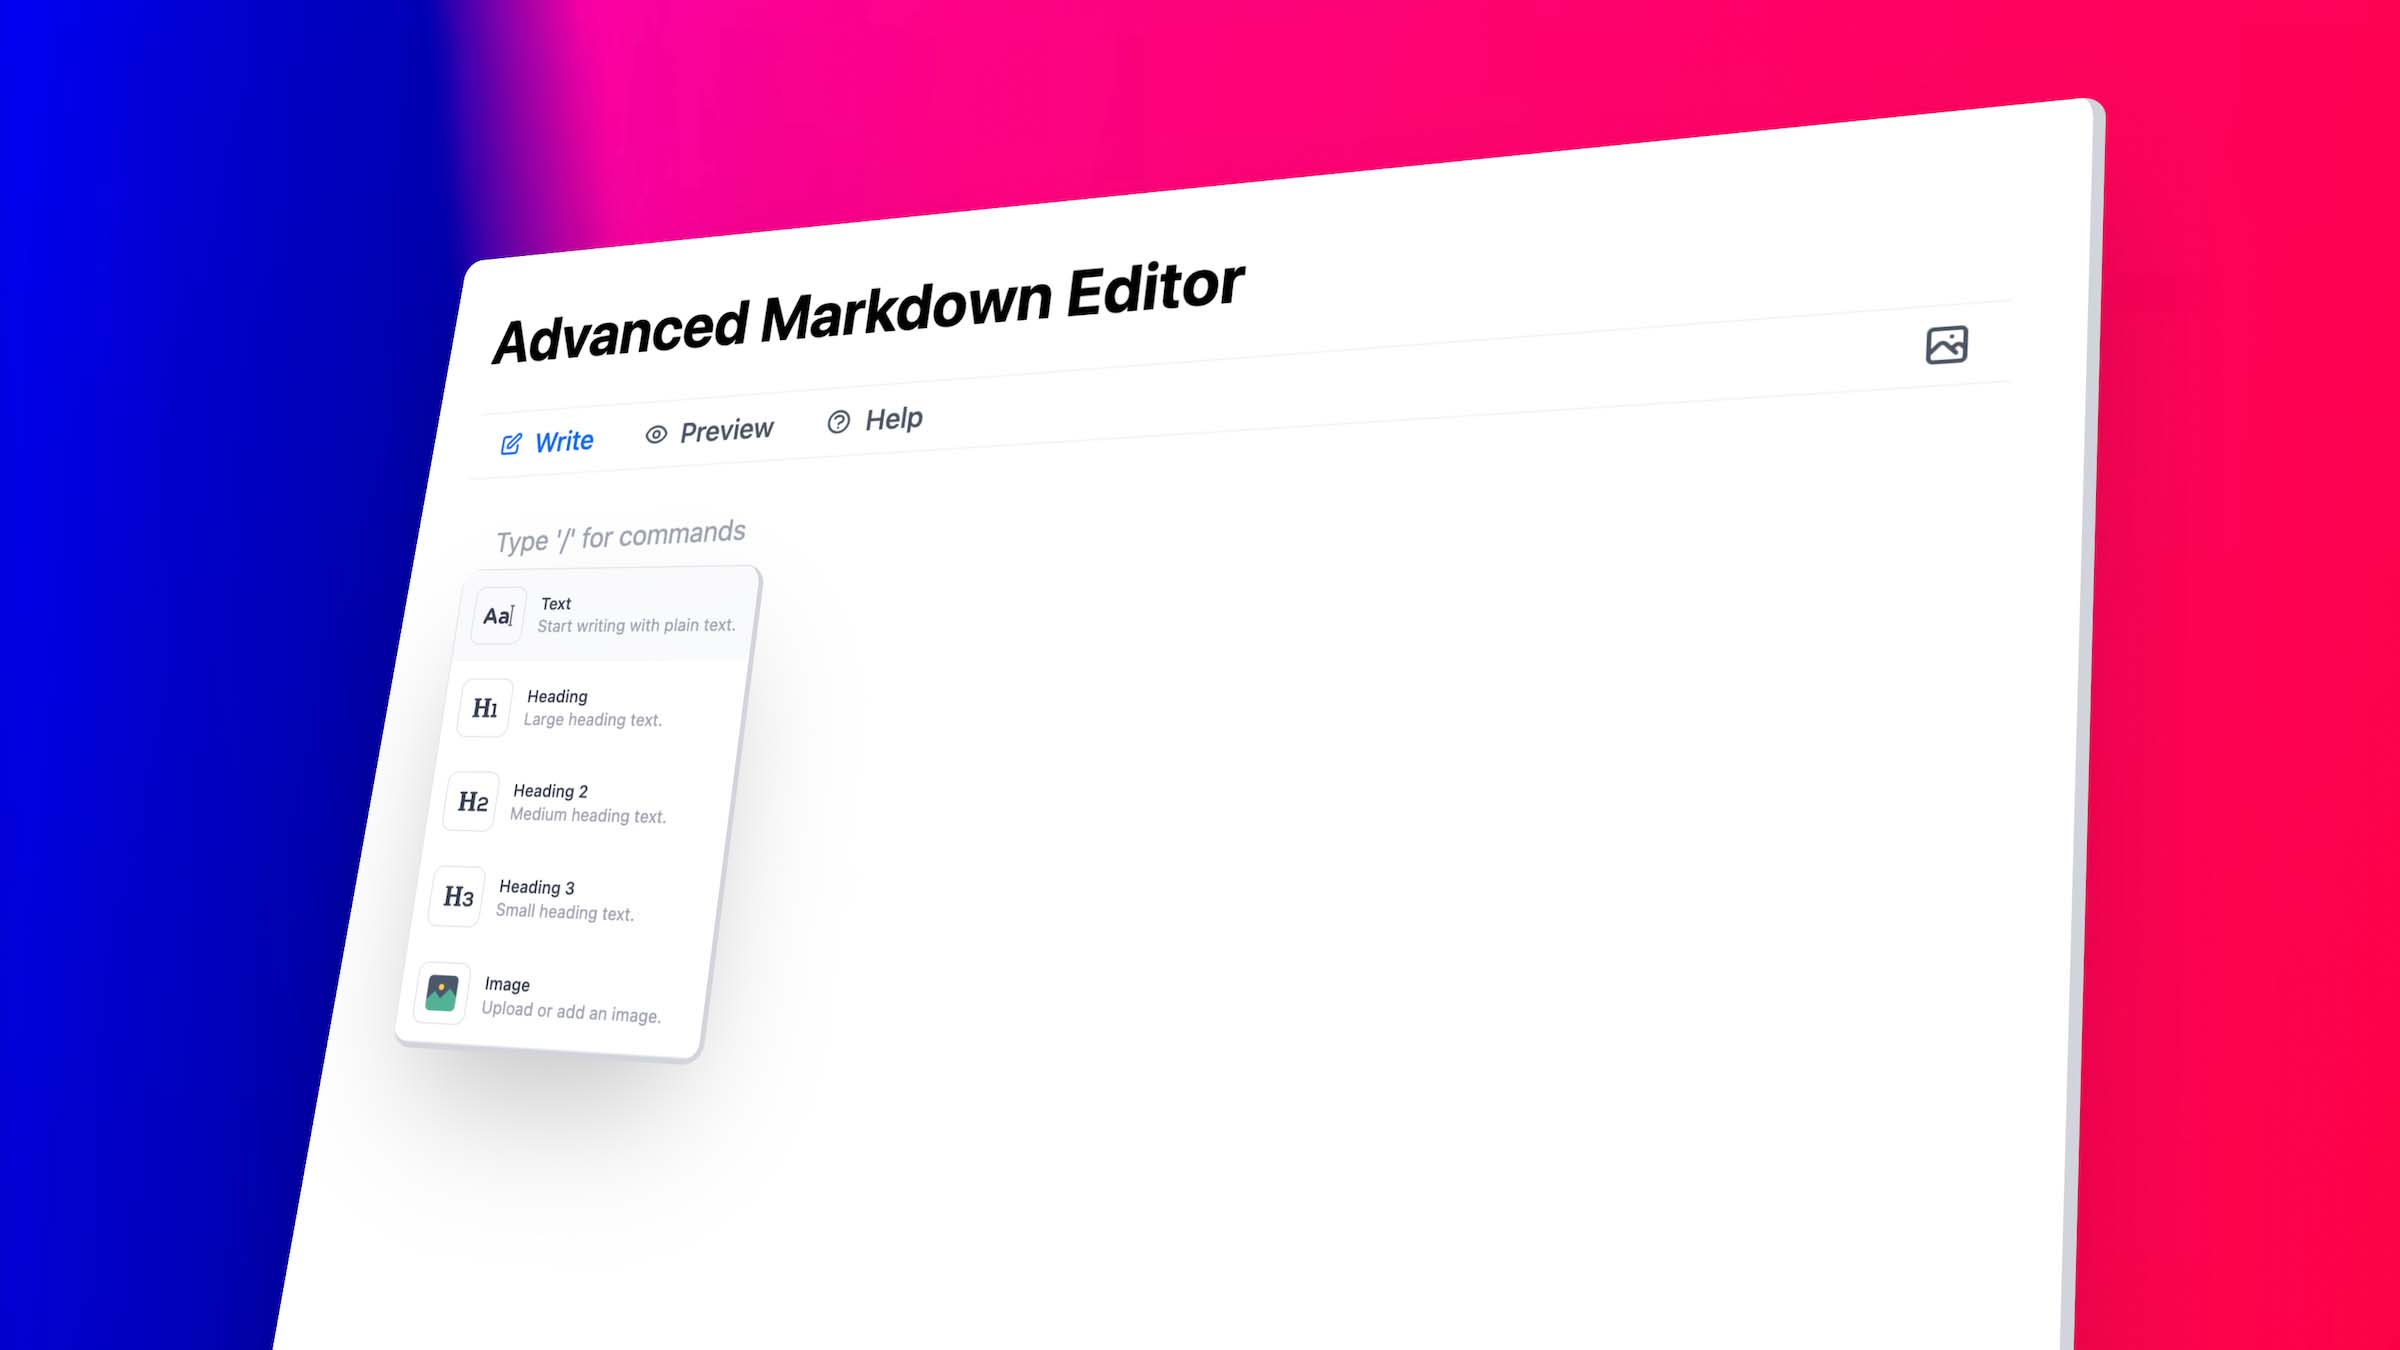 Advanced Markdown Editor
Write Preview Help
Type '/' for commands
Aa Text
Start writing with plain text.
H1 Heading
Large heading text.
H2 Heading 2
Medium heading text.
H3 Heading 3
Small heading text.
Image
Upload or add an image.